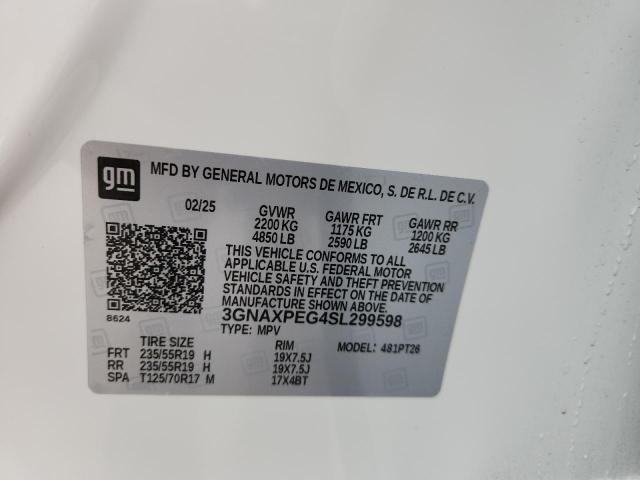 gm MFD BY GENERAL MOTORS DE MEXICO, S. DE R.L. DE C.V.
02/25 GVWR GAWR FRT GAWR RR
2200 KG 1175 KG 1200 KG
4850 LB 2590 LB 2645 LB
THIS VEHICLE CONFORMS TO ALL
APPLICABLE U.S. FEDERAL MOTOR
VEHICLE SAFETY AND THEFT PREVENTION
STANDARDS IN EFFECT ON THE DATE OF
MANUFACTURE SHOWN ABOVE.
8624 3GNAXPEG4SL299598
TYPE: MPV MODEL: 481PT26
TIRE SIZE RIM
FRT 235/55R19 H 19X7.5J
RR 235/55R19 H 19X7.5J
SPA T125/70R17 M 17X4BT